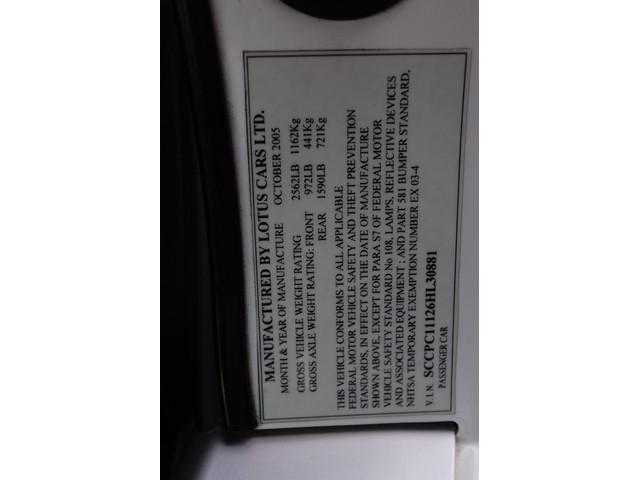 MANUFACTURED BY LOTUS CARS LTD.
MONTH & YEAR OF MANUFACTURE OCTOBER 2005
GROSS VEHICLE WEIGHT RATING 2562LB 1162Kg
GROSS AXLE WEIGHT RATING: FRONT 972LB 441Kg
REAR 1590LB 721Kg
THIS VEHICLE CONFORMS TO ALL APPLICABLE
FEDERAL MOTOR VEHICLE SAFETY AND THEFT PREVENTION
STANDARDS, IN EFFECT ON THE DATE OF MANUFACTURE
SHOWN ABOVE, EXCEPT FOR PARA S7 OF FEDERAL MOTOR
VEHICLE SAFETY STANDARD No 108, LAMPS, REFLECTIVE DEVICES
AND ASSOCIATED EQUIPMENT ; AND PART 581 BUMPER STANDARD,
NHTSA TEMPORARY EXEMPTION NUMBER EX 03-4
V.I.N. SCCPC11126HL30881
PASSENGER CAR